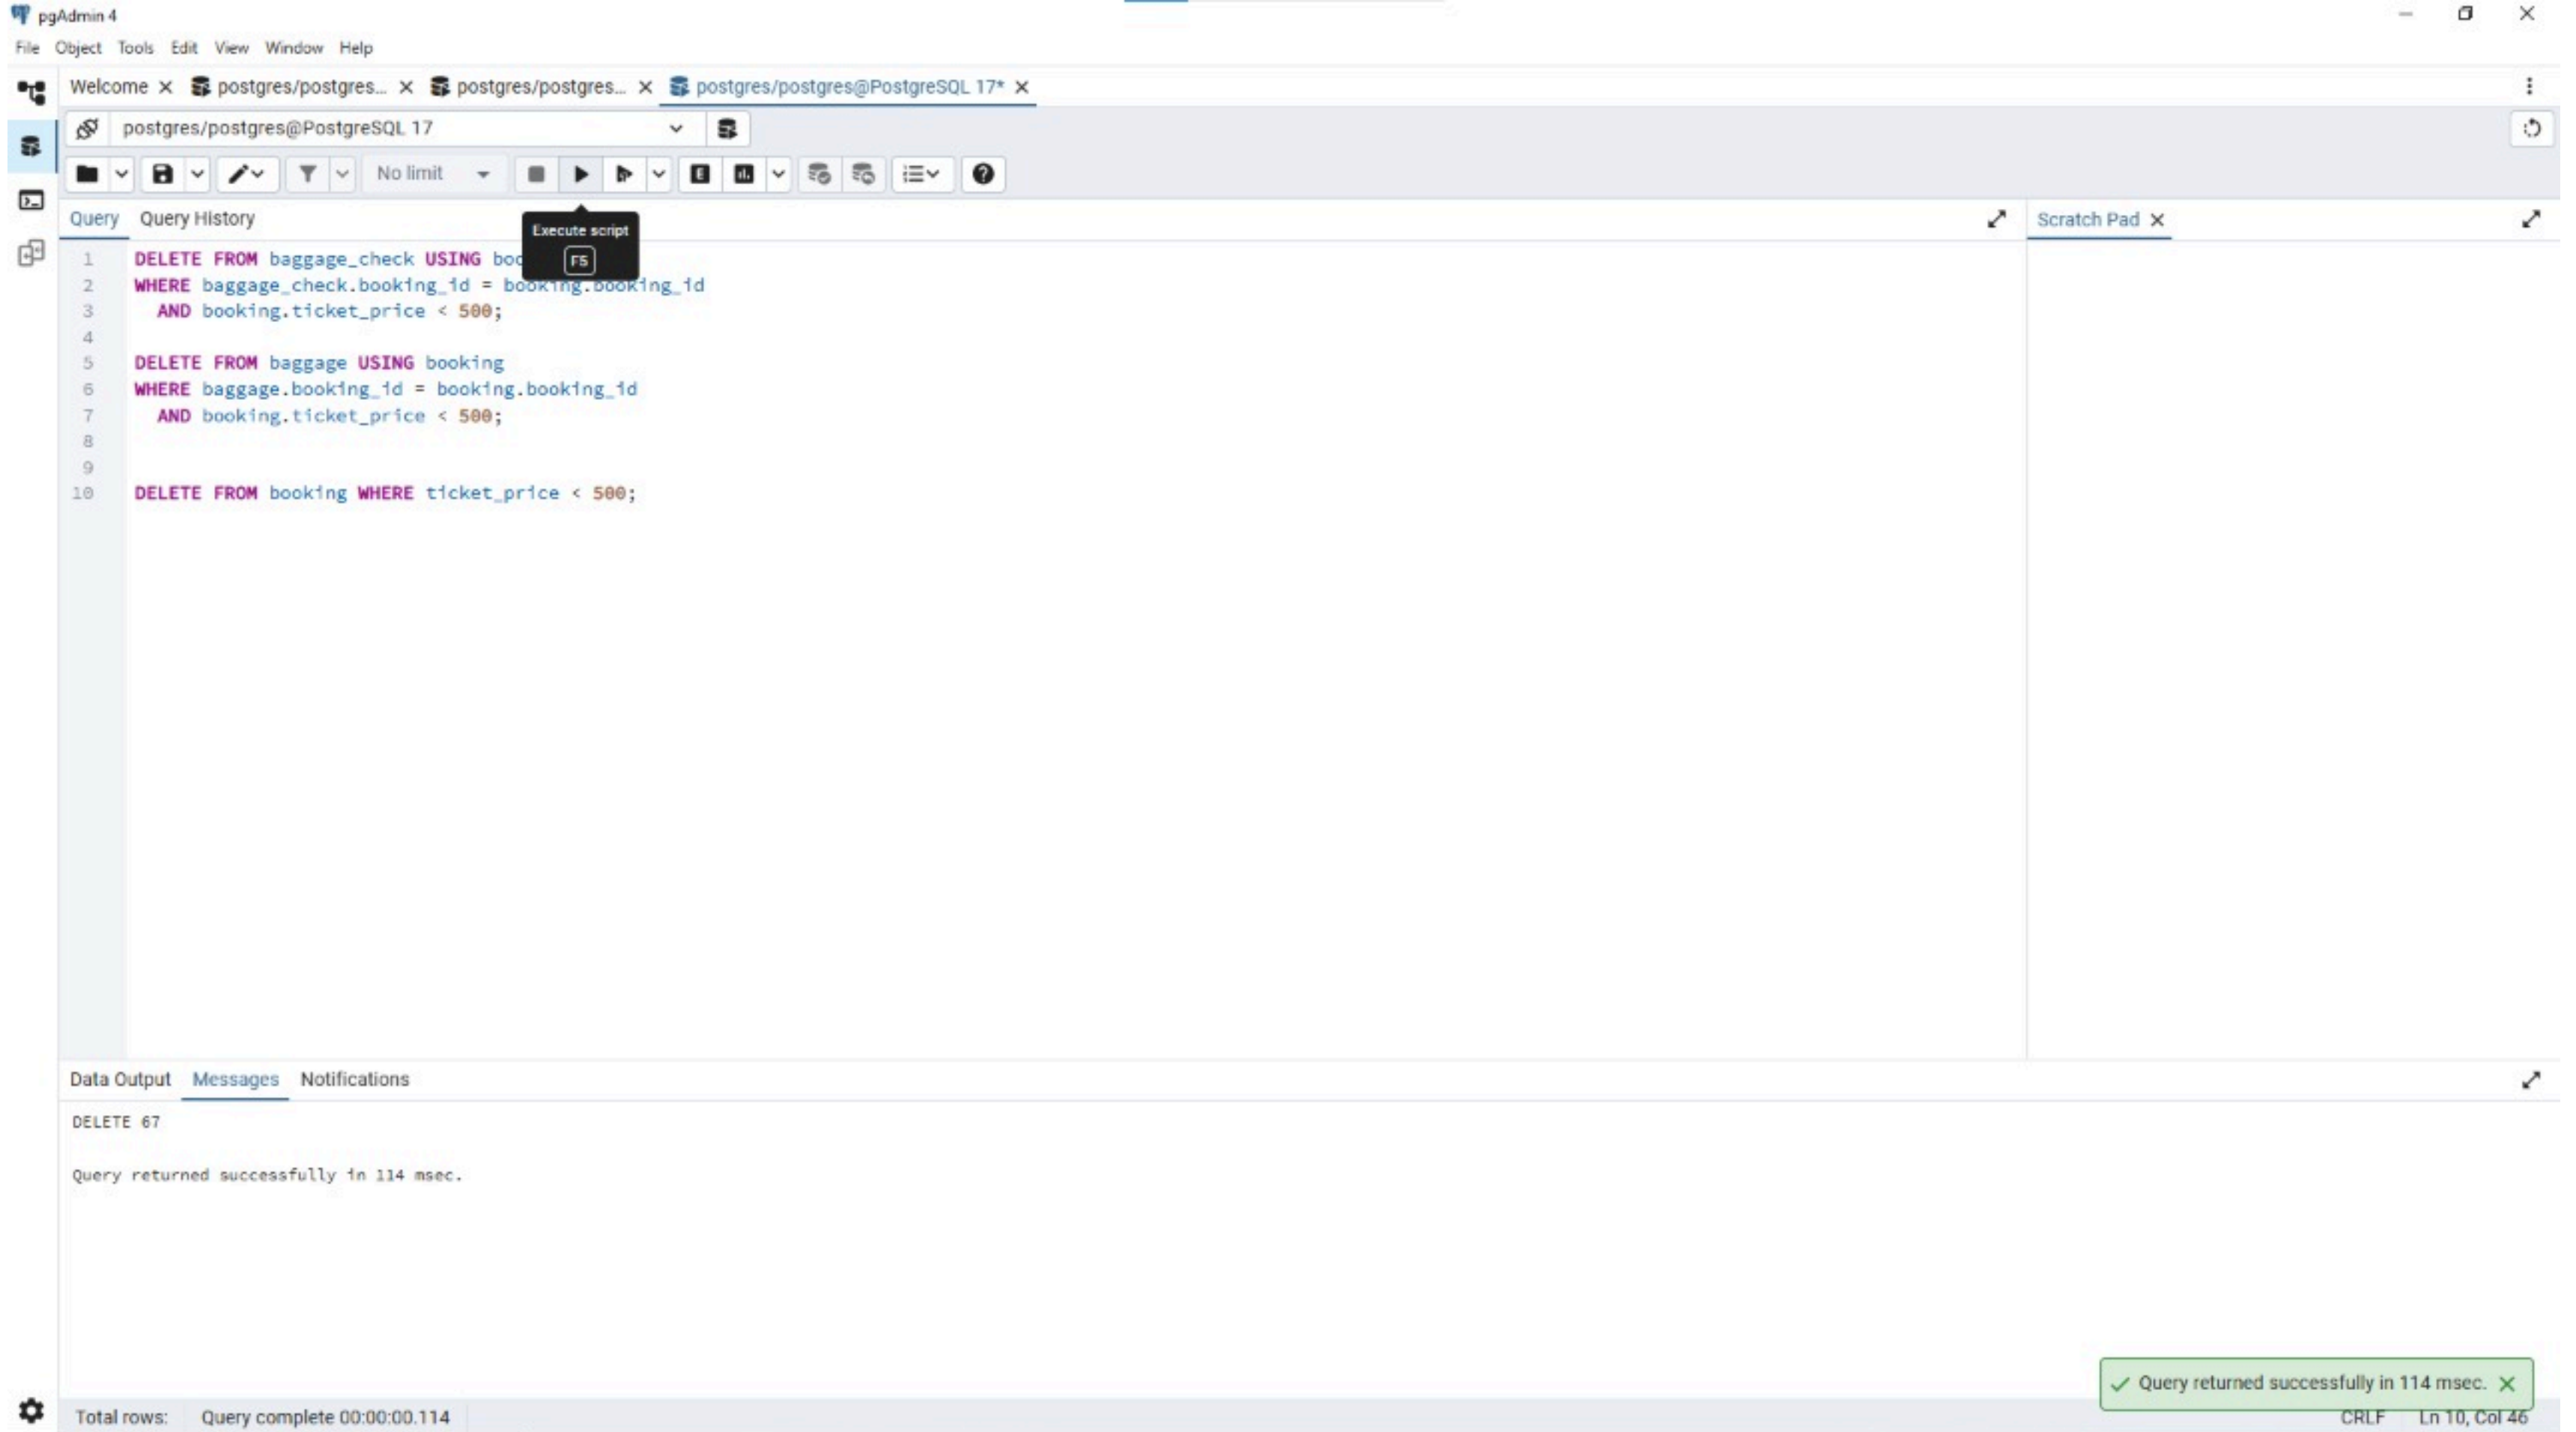 pgAdmin 4
File Object Tools Edit View Window Help
Welcome postgres/postgres... postgres/postgres... postgres/postgres@PostgreSQL 17*
postgres/postgres@PostgreSQL 17
No limit
Query Query History
Scratch Pad
Execute script
F5
1 DELETE FROM baggage_check USING boo
2 WHERE baggage_check.booking_id = booking.booking_id
3 AND booking.ticket_price < 500;
4
5 DELETE FROM baggage USING booking
6 WHERE baggage.booking_id = booking.booking_id
7 AND booking.ticket_price < 500;
8
9
10 DELETE FROM booking WHERE ticket_price < 500;
Data Output Messages Notifications
DELETE 67
Query returned successfully in 114 msec.
Query returned successfully in 114 msec.
Total rows: Query complete 00:00:00.114
CRLF Ln 10, Col 46